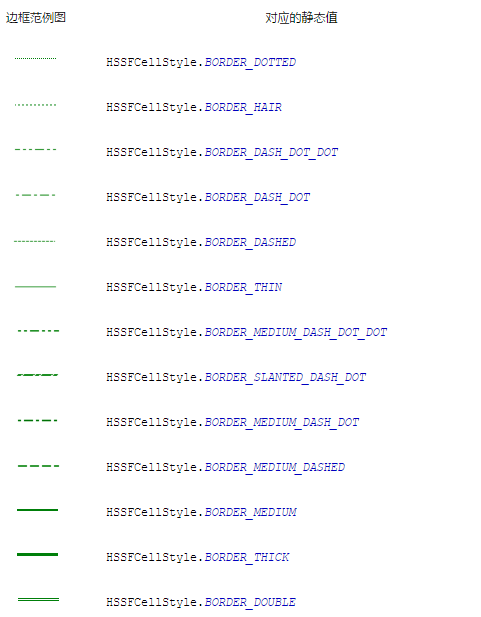 边框范例图 对应的静态值
HSSFCellStyle.BORDER_DOTTED
HSSFCellStyle.BORDER_HAIR
HSSFCellStyle.BORDER_DASH_DOT_DOT
HSSFCellStyle.BORDER_DASH_DOT
HSSFCellStyle.BORDER_DASHED
HSSFCellStyle.BORDER_THIN
HSSFCellStyle.BORDER_MEDIUM_DASH_DOT_DOT
HSSFCellStyle.BORDER_SLANTED_DASH_DOT
HSSFCellStyle.BORDER_MEDIUM_DASH_DOT
HSSFCellStyle.BORDER_MEDIUM_DASHED
HSSFCellStyle.BORDER_MEDIUM
HSSFCellStyle.BORDER_THICK
HSSFCellStyle.BORDER_DOUBLE